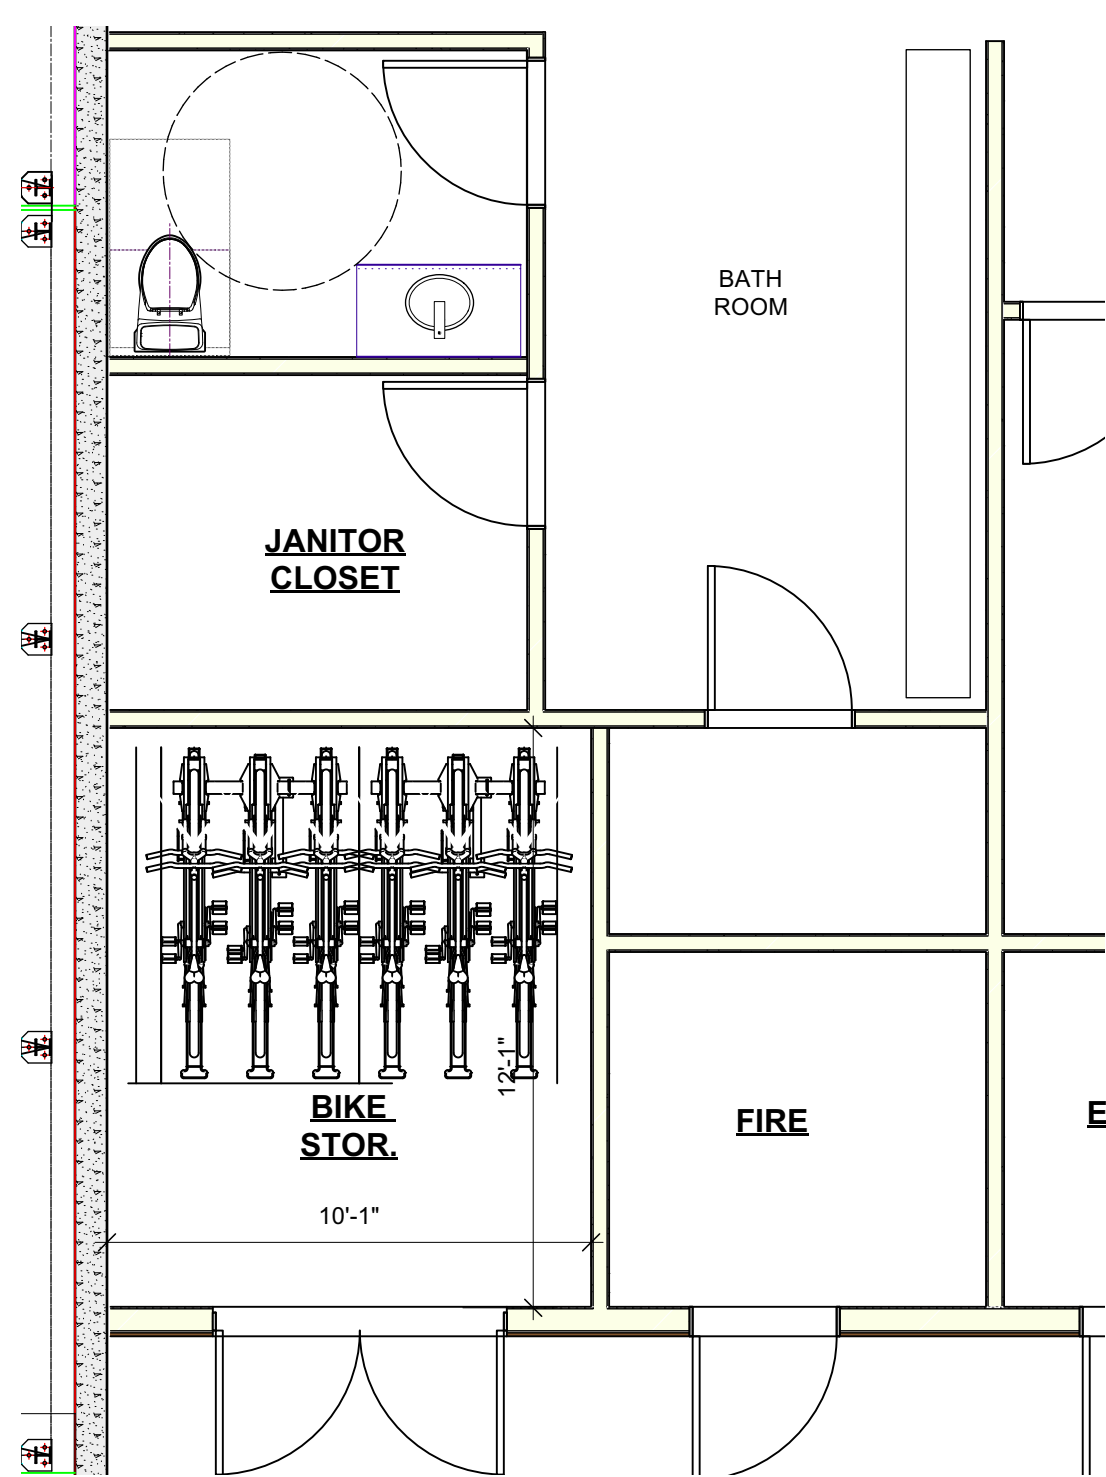 BATH
ROOM
JANITOR
CLOSET
12'-1"
BIKE
STOR.
FIRE
E
10'-1"